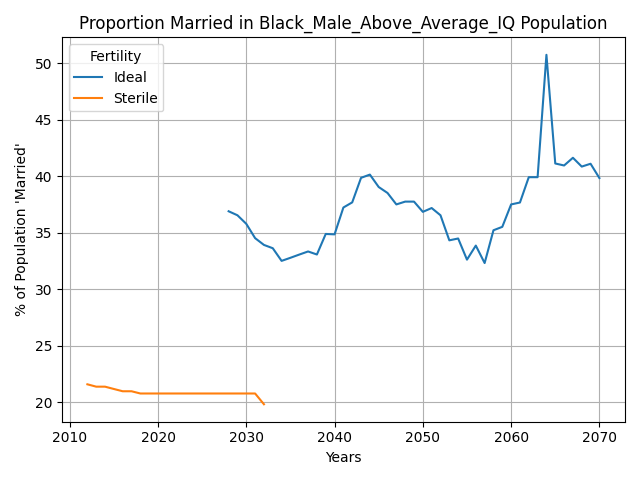 Proportion Married in Black_Male_Above_Average_IQ Population
Fertility
Ideal
Sterile
% of Population 'Married'
50
45
40
35
30
25
20
2010 2020 2030 2040 2050 2060 2070
Years